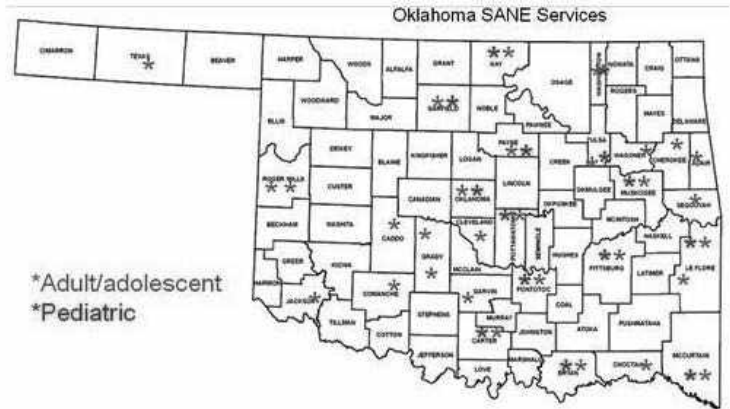 Oklahoma SANE Services
CIMARRON
TEXAS
BEAVER
HARPER
WOODS
ALFALFA
GRANT
KAY
OSAGE
NOWATA
CRAIG
OTTAWA
ROGERS
WOODWARD
MAJOR
GARFIELD
NOBLE
PAWNEE
MAYES
DELAWARE
ELLIS
DEWEY
BLAINE
KINGFISHER
LOGAN
PAYNE
CREEK
TULSA
WAGONER
CHEROKEE
ROGER MILLS
CUSTER
CANADIAN
OKLAHOMA
LINCOLN
OKMULGEE
MUSKOGEE
SEQUOYAH
OKFUSKEE
BECKHAM
WASHITA
CADDO
GRADY
CLEVELAND
SEMINOLE
HUGHES
MCINTOSH
HASKELL
GREER
KIOWA
MCCLAIN
PITTSBURG
LATIMER
LE FLORE
*Adult/adolescent
*Pediatric
JACKSON
COMANCHE
GARVIN
PONTOTOC
COAL
TILLMAN
COTTON
STEPHENS
MURRAY
CARTER
JOHNSTON
ATOKA
PUSHMATAHA
JEFFERSON
LOVE
MARSHALL
BRYAN
CHOCTAW
MCCURTAIN